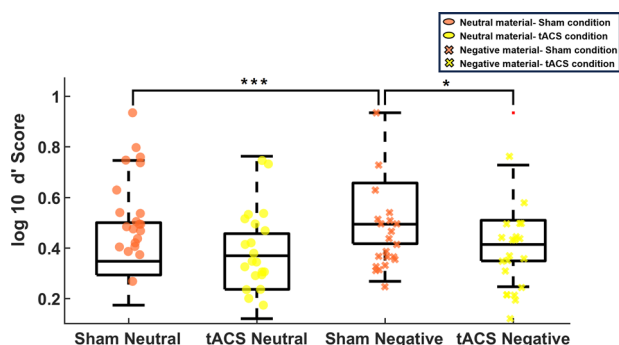 Neutral material- Sham condition
Neutral material- tACS condition
Negative material- Sham condition
Negative material- tACS condition
***
*
1
0.8
0.6
0.4
0.2
log 10 d' Score
Sham Neutral
tACS Neutral
Sham Negative
tACS Negative